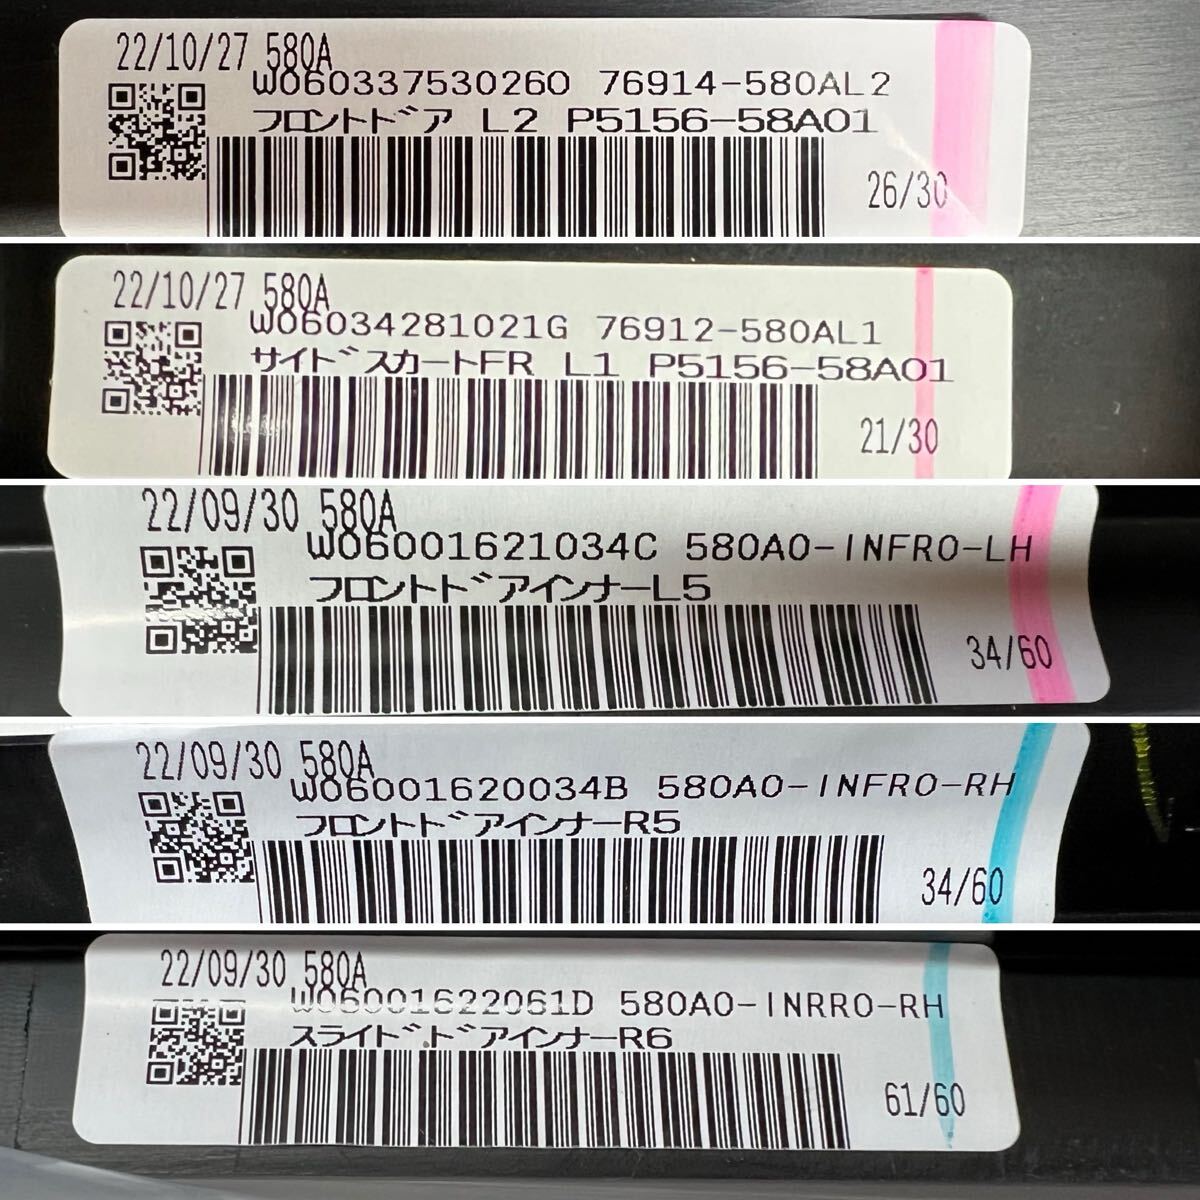 22/10/27 580A
W060337530260 76914-580AL2
フロントドア L2 P5156-58A01
26/30
22/10/27 580A
W06034281021G 76912-580AL1
サイドスカートFR L1 P5156-58A01
21/30
22/09/30 580A
W06001621034C 580A0-INFRO-LH
フロントドアインナーL5
34/60
22/09/30 580A
W06001620034B 580A0-INFRO-RH
フロントドアインナーR5
34/60
22/09/30 580A
W06001622061D 580A0-INRRO-RH
スライドドアインナーR6
61/60